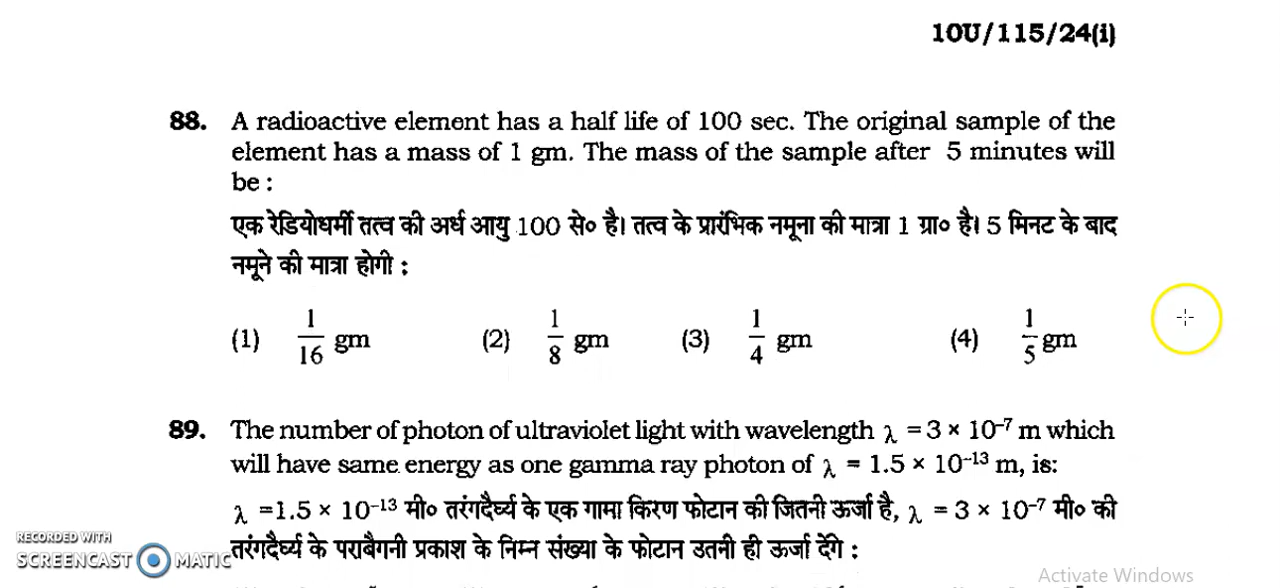 10U/115/24(i)
88. A radioactive element has a half life of 100 sec. The original sample of the
element has a mass of 1 gm. The mass of the sample after 5 minutes will
be :
एक रेडियोधर्मी तत्व की अर्ध आयु 100 से० है। तत्व के प्रारंभिक नमूना की मात्रा 1 ग्रा० है। 5 मिनट के बाद
नमूने की मात्रा होगी :
(1) 1/16 gm (2) 1/8 gm (3) 1/4 gm (4) 1/5 gm
89. The number of photon of ultraviolet light with wavelength λ = 3 × 10⁻⁷ m which
will have same energy as one gamma ray photon of λ = 1.5 × 10⁻¹³ m, is:
λ =1.5 × 10⁻¹³ मी० तरंगदैर्घ्य के एक गामा किरण फोटान की जितनी ऊर्जा है, λ = 3 × 10⁻⁷ मी० की
तरंगदैर्घ्य के पराबैगनी प्रकाश के निम्न संख्या के फोटान उतनी ही ऊर्जा देंगे :
RECORDED WITH
SCREENCAST MATIC
Activate Windows